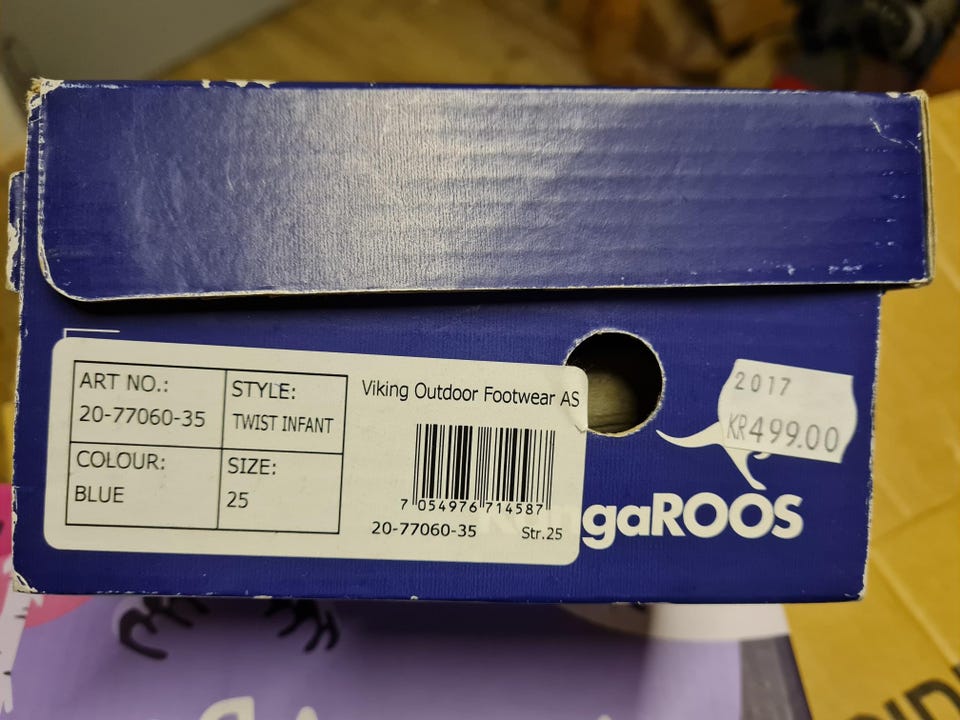 ART NO.:
20-77060-35
STYLE:
TWIST INFANT
COLOUR:
BLUE
SIZE:
25
Viking Outdoor Footwear AS
7 054976 714587
20-77060-35
Str.25
2017
KR499.00
gaROOS